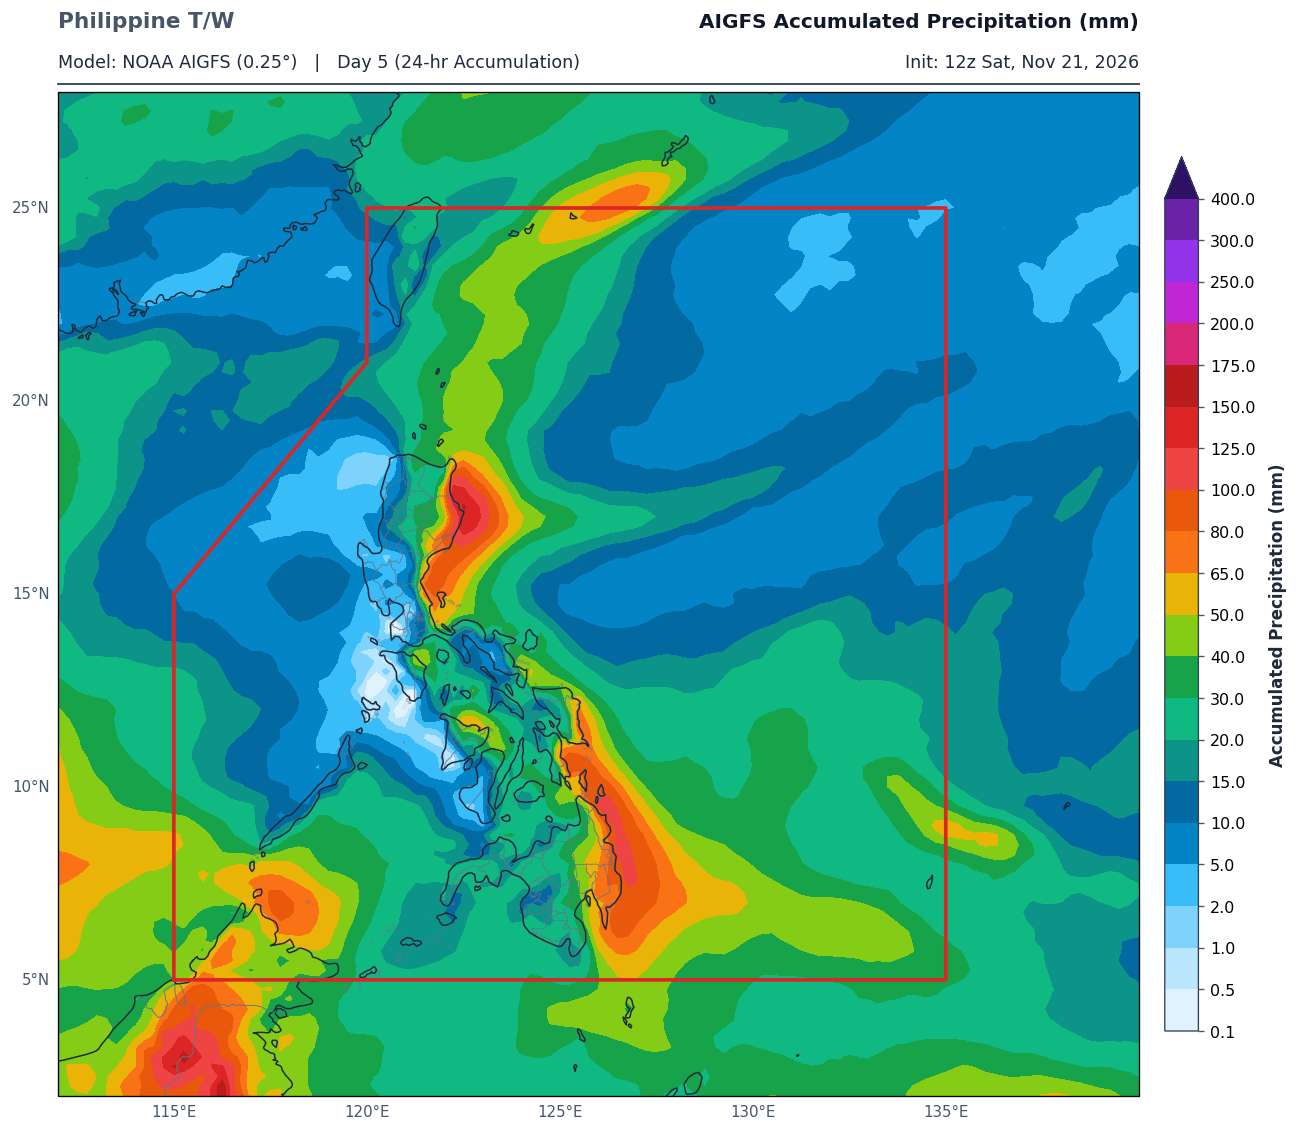 Philippine T/W
AIGFS Accumulated Precipitation (mm)
Model: NOAA AIGFS (0.25°)   |   Day 5 (24-hr Accumulation)
Init: 12z Sat, Nov 21, 2026
25°N
20°N
15°N
10°N
5°N
115°E
120°E
125°E
130°E
135°E
400.0
300.0
250.0
200.0
175.0
150.0
125.0
100.0
80.0
65.0
50.0
40.0
30.0
20.0
15.0
10.0
5.0
2.0
1.0
0.5
0.1
Accumulated Precipitation (mm)